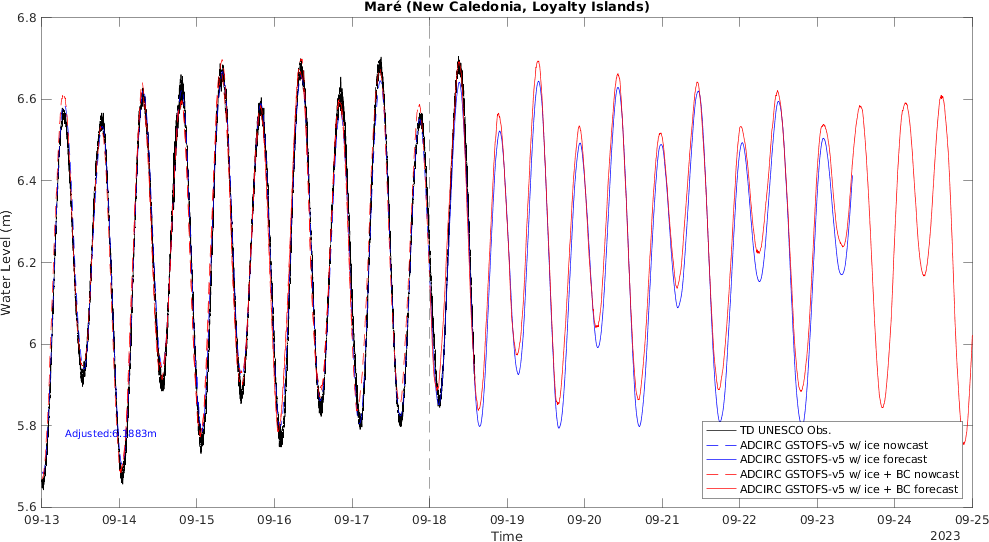 Maré (New Caledonia, Loyalty Islands)
6.8
6.6
6.4
6.2
6
5.8
5.6
Water Level (m)
Adjusted:6.1883m
TD UNESCO Obs.
ADCIRC GSTOFS-v5 w/ ice nowcast
ADCIRC GSTOFS-v5 w/ ice forecast
ADCIRC GSTOFS-v5 w/ ice + BC nowcast
ADCIRC GSTOFS-v5 w/ ice + BC forecast
09-13 09-14 09-15 09-16 09-17 09-18 09-19 09-20 09-21 09-22 09-23 09-24 09-25
Time
2023